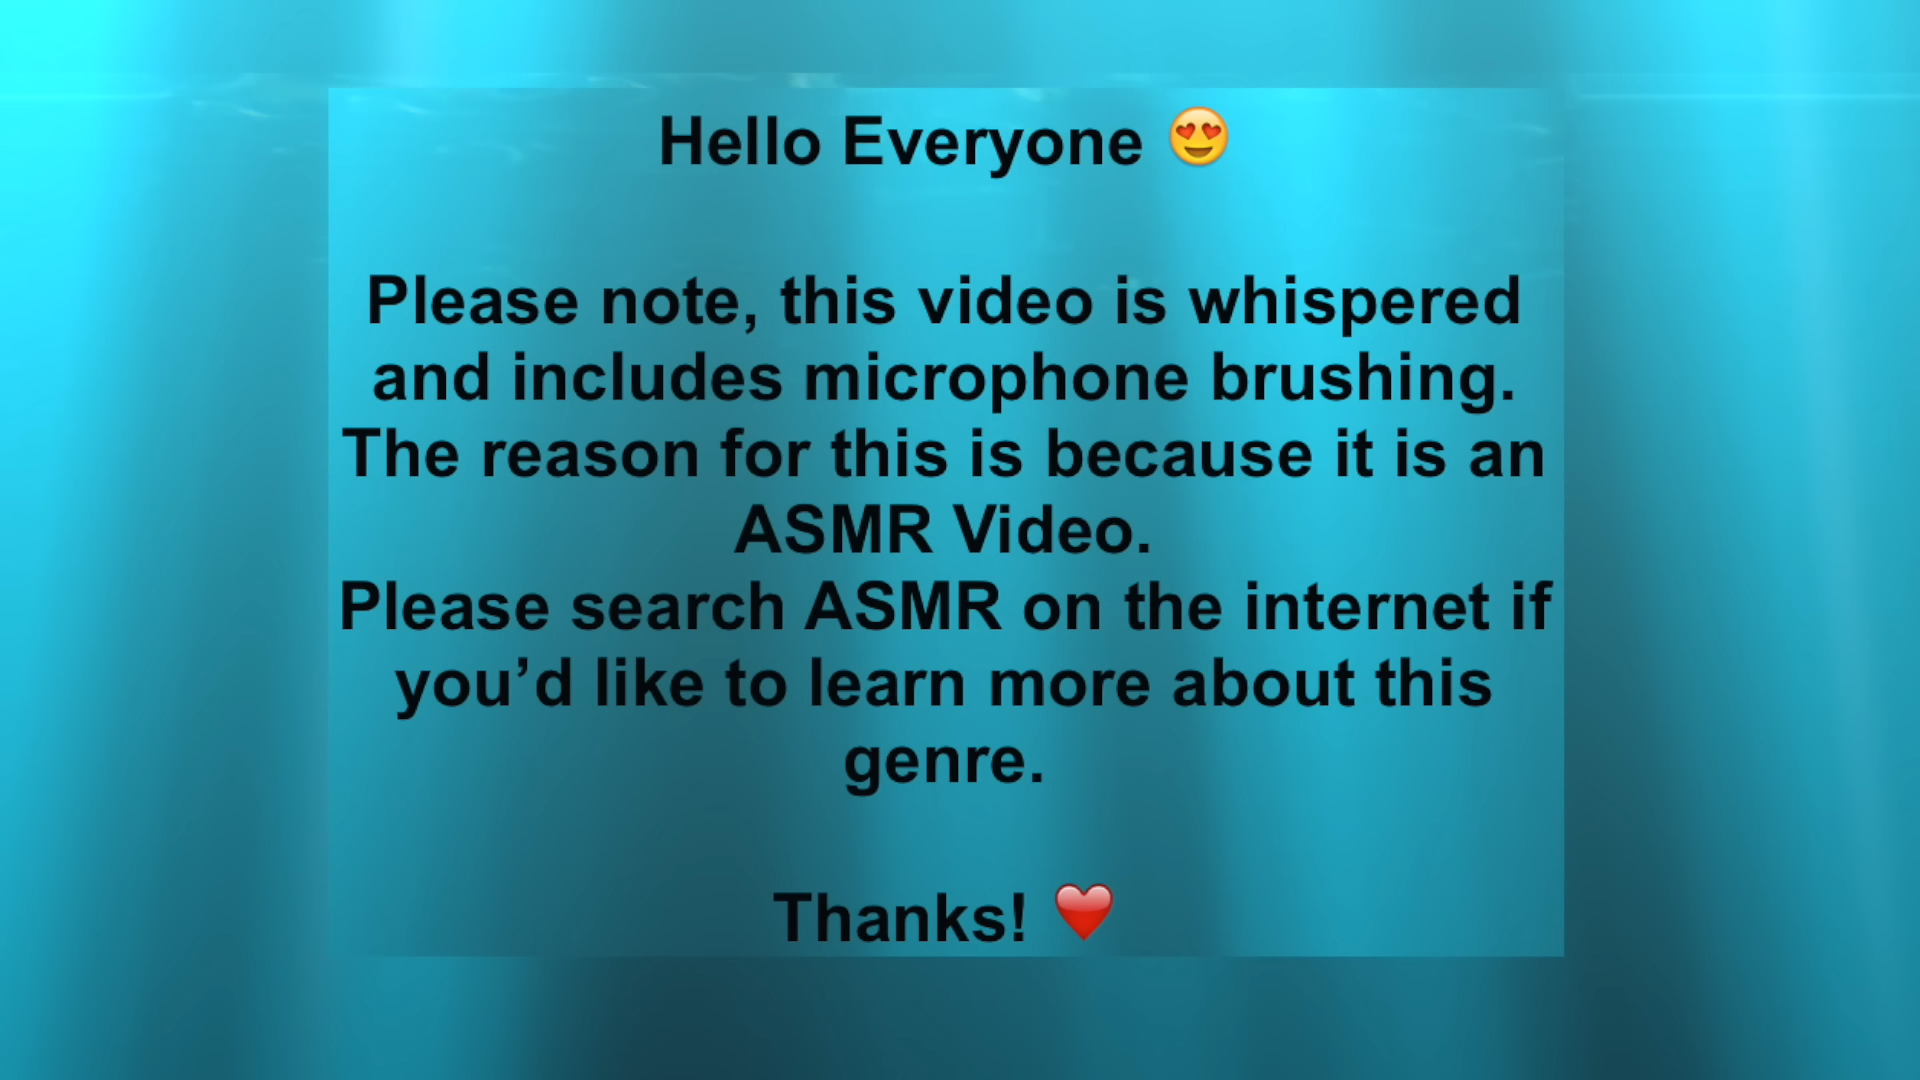 Hello Everyone 😍
Please note, this video is whispered
and includes microphone brushing.
The reason for this is because it is an
ASMR Video.
Please search ASMR on the internet if
you’d like to learn more about this
genre.
Thanks! ❤️